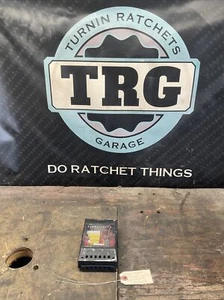 TURNIN RATCHETS
TRG
GARAGE
DO RATCHET THINGS